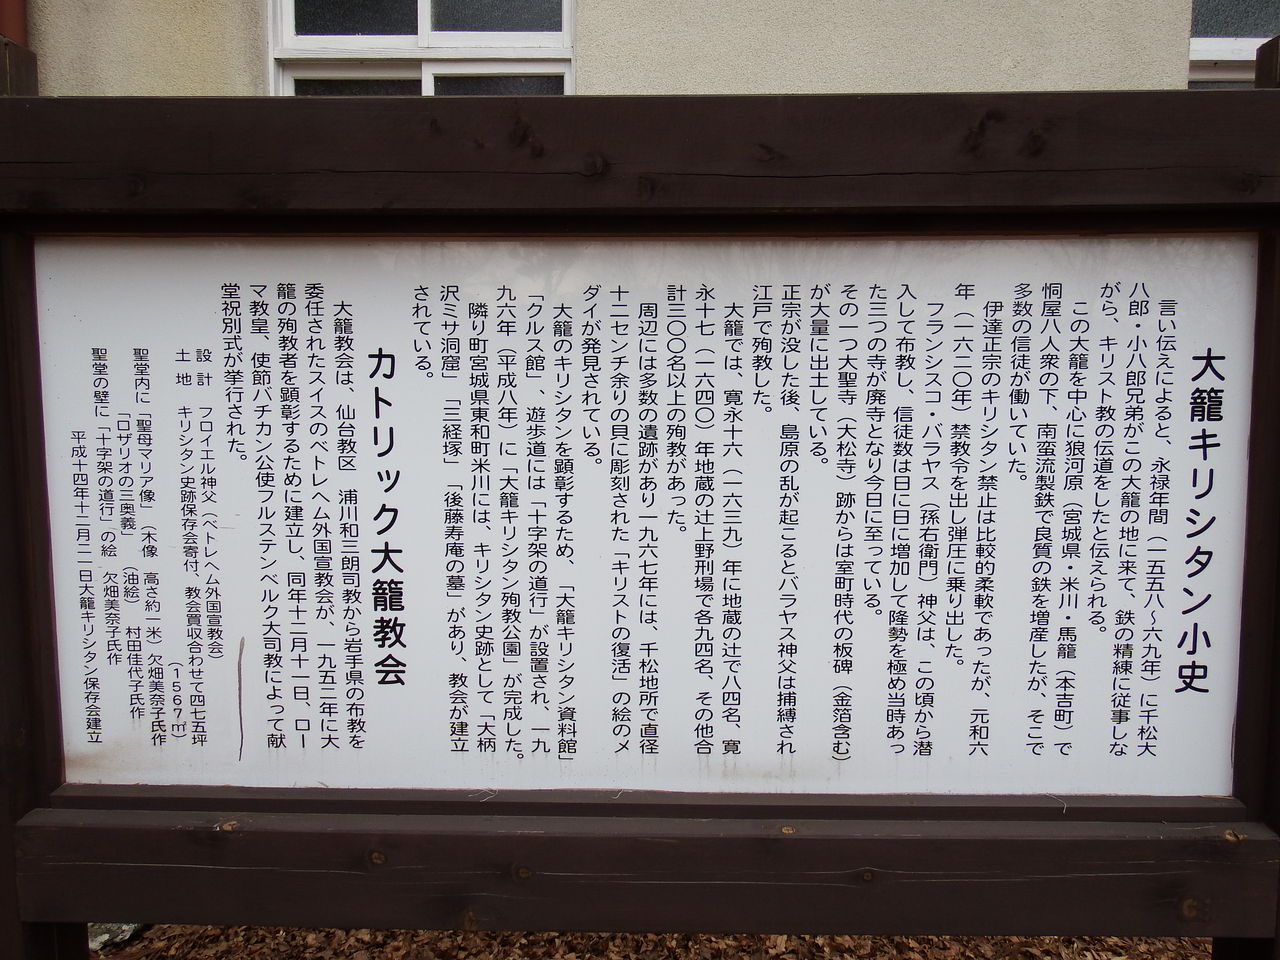 大籠キリシタン小史
言い伝えによると、永禄年間（一五五八～六九年）に千松大
八郎・小八郎兄弟がこの大籠の地に来て、鉄の精練に従事しな
がら、キリスト教の伝道をしたと伝えられる。
この大籠を中心に狼河原（宮城県・米川・馬籠（本吉町）で
恫屋八人衆の下、南蛮流製鉄で良質の鉄を増産したが、そこで
多数の信徒が働いていた。
伊達正宗のキリシタン禁止は比較的柔軟であったが、元和六
年（一六二〇年）禁教令を出し弾圧に乗り出した。
フランシスコ・バラヤス（孫右衛門）神父は、この頃から潜
入して布教し、信徒数は日に日に増加して隆勢を極め当時あっ
た三つの寺が廃寺となり今日に至っている。
その一つ大聖寺（大松寺）跡からは室町時代の板碑（金箔含む）
が大量に出土している。
正宗が没した後、島原の乱が起こるとバラヤス神父は捕縛され
江戸で殉教した。
大籠では、寛永十六（一六三九）年に地蔵の辻で八四名、寛
永十七（一六四〇）年地蔵の辻上野刑場で各九四名、その他合
計三〇〇名以上の殉教があった。
周辺には多数の遺跡があり一九六七年には、千松地所で直径
十二センチ余りの貝に彫刻された「キリストの復活」の絵のメ
ダイが発見されている。
大籠のキリシタンを顕彰するため、「大籠キリシタン資料館」
「クルス館」、遊歩道には「十字架の道行」が設置され、一九
九六年（平成八年）に「大籠キリシタン殉教公園」が完成した。
隣り町宮城県東和町米川には、キリシタン史跡として「大柄
沢ミサ洞窟」「三経塚」「後藤寿庵の墓」があり、教会が建立
されている。
カトリック大籠教会
大籠教会は、仙台教区 浦川和三朗司教から岩手県の布教を
委任されたスイスのベトレヘム外国宣教会が、一九五二年に大
籠の殉教者を顕彰するために建立し、同年十二月十一日、ロー
マ教皇、使節バチカン公使フルステンベルク大司教によって献
堂祝別式が挙行された。
設計 フロイエル神父（ベトレヘム外国宣教会）
土地 キリシタン史跡保存会寄付、教会買収合わせて四七五坪
（１５６７㎡）
聖堂内に「聖母マリア像」（木像 高さ約一米）欠畑美奈子氏作
「ロザリオの三奥義」（油絵） 村田佳代子氏作
聖堂の壁に「十字架の道行」の絵 欠畑美奈子氏作
平成十四年十二月二一日大籠キリシタン保存会建立